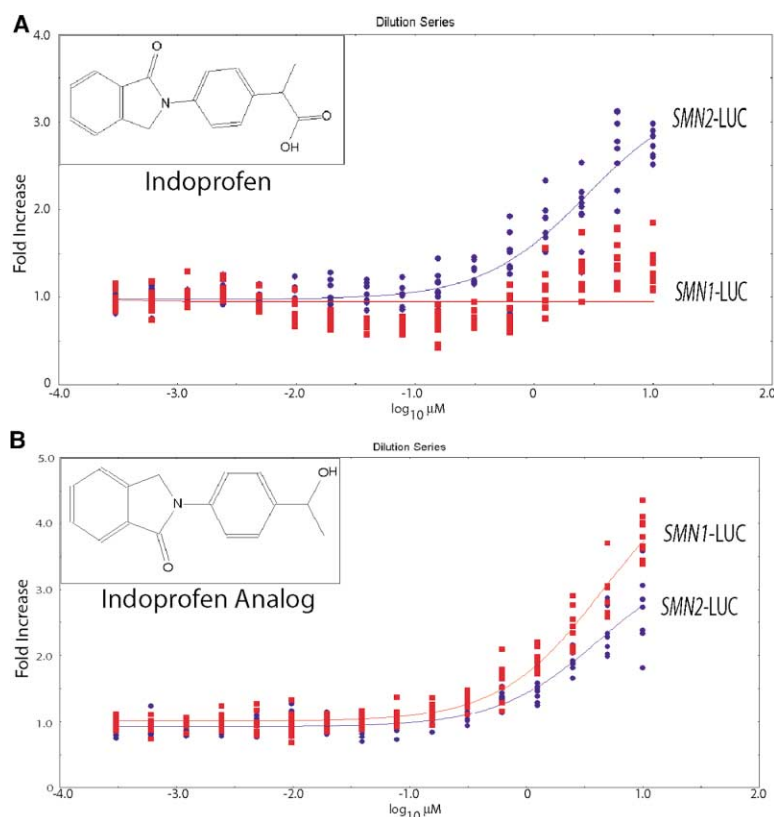 A
Dilution Series
4.0
3.0
2.0
1.0
0
Fold Increase
O
N
O
OH
Indoprofen
SMN2-LUC
SMN1-LUC
-4.0 -3.0 -2.0 -1.0 0 1.0 2.0
log10 μM
B
Dilution Series
5.0
4.0
3.0
2.0
1.0
0
Fold Increase
OH
N
O
Indoprofen Analog
SMN1-LUC
SMN2-LUC
-4.0 -3.0 -2.0 -1.0 0 1.0 2.0
log10 μM